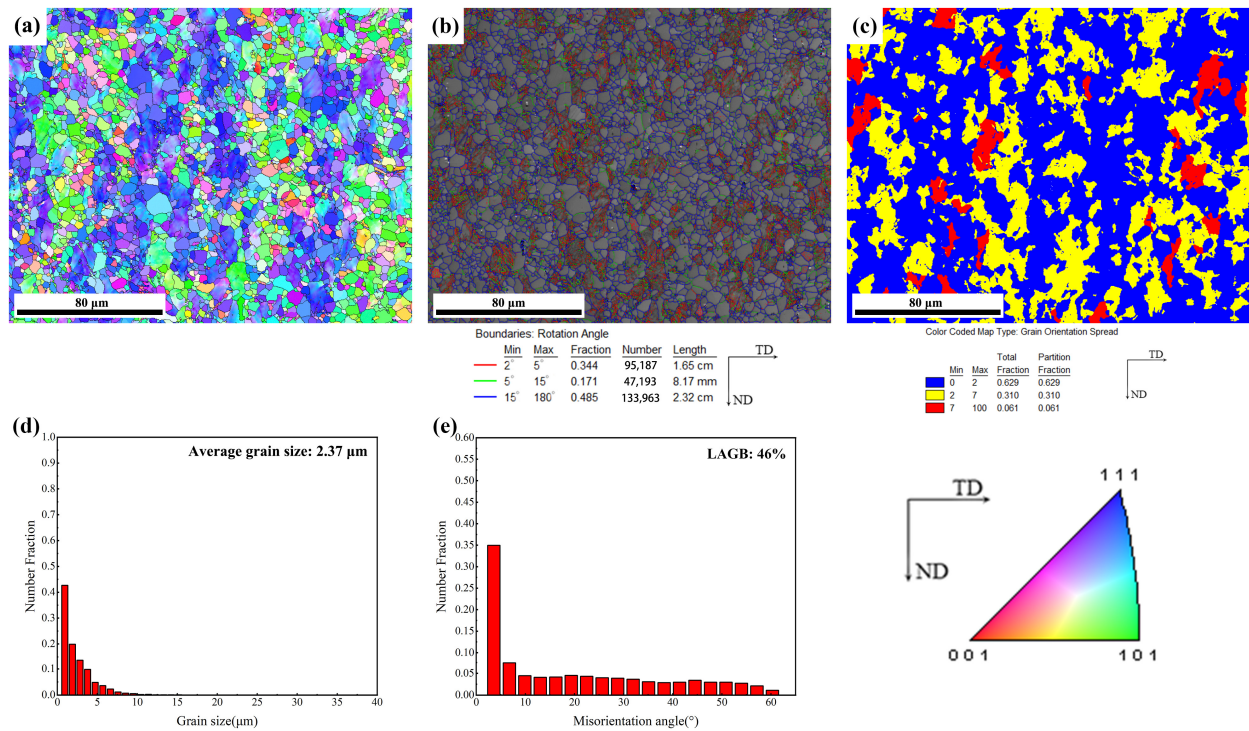 (a)
(b)
(c)
80 μm
80 μm
80 μm
Boundaries: Rotation Angle
Min Max Fraction Number Length
2° 5° 0.344 95,187 1.65 cm
5° 15° 0.171 47,193 8.17 mm
15° 180° 0.485 133,963 2.32 cm
TD
ND
Color Coded Map Type: Grain Orientation Spread
Total Partition
Min Max Fraction Fraction
0 2 0.629 0.629
2 7 0.310 0.310
7 100 0.061 0.061
TD
ND
(d)
Average grain size: 2.37 μm
Number Fraction
1.0
0.9
0.8
0.7
0.6
0.5
0.4
0.3
0.2
0.1
0.0
0 5 10 15 20 25 30 35 40
Grain size(μm)
(e)
LAGB: 46%
Number Fraction
0.60
0.55
0.50
0.45
0.40
0.35
0.30
0.25
0.20
0.15
0.10
0.05
0.00
0 10 20 30 40 50 60
Misorientation angle(°)
TD
ND
1 1 1
0 0 1
1 0 1